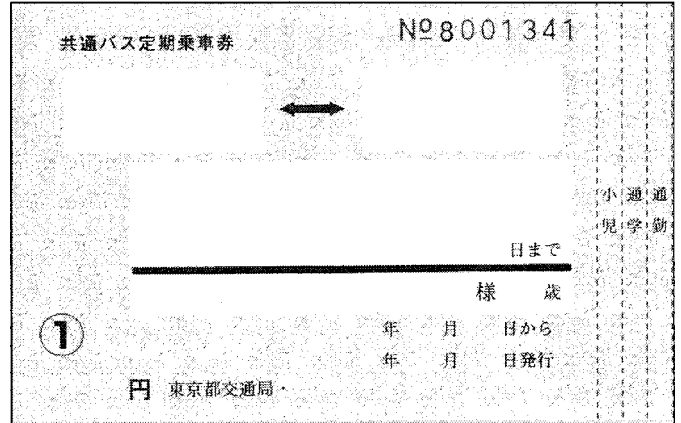 共通バス定期乗車券 №8001341
↔
小児 通学 通勤
日まで
様 歳
① 年 月 日から
年 月 日発行
円 東京都交通局・